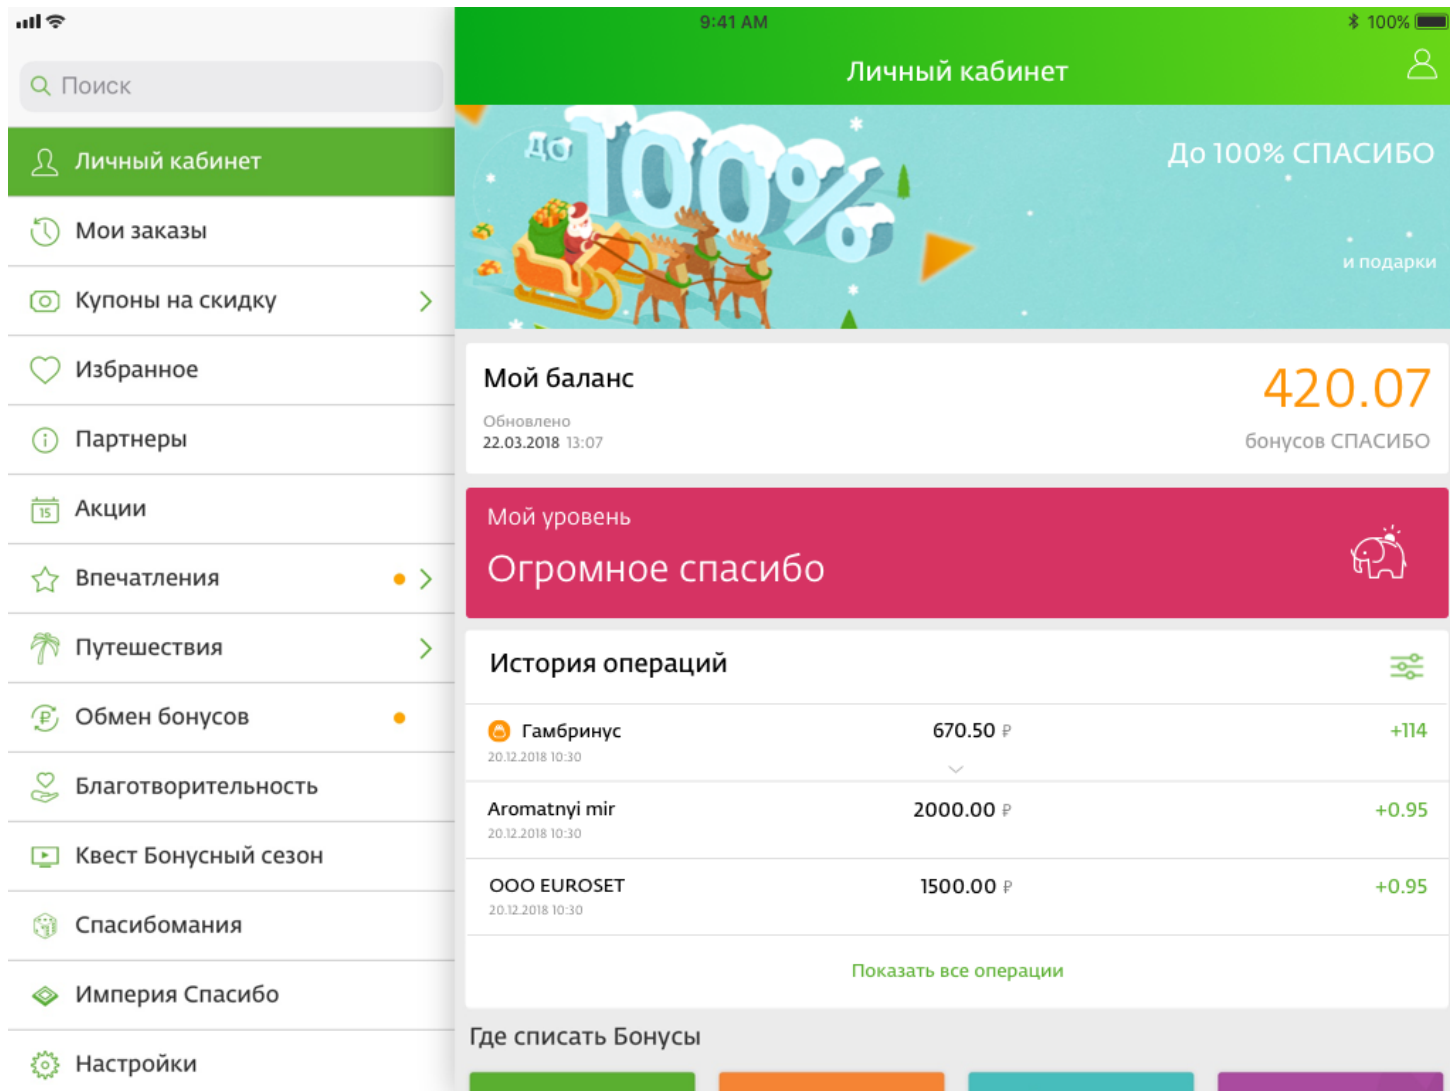 9:41 AM
100%
Поиск
Личный кабинет
Мои заказы
Купоны на скидку
Избранное
Партнеры
15
Акции
Впечатления
Путешествия
Обмен бонусов
Благотворительность
Квест Бонусный сезон
Спасибомания
Империя Спасибо
Настройки
Личный кабинет
до 100%
До 100% СПАСИБО
и подарки
Мой баланс
420.07
Обновлено
22.03.2018 13:07
бонусов СПАСИБО
Мой уровень
Огромное спасибо
История операций
Гамбринус 670.50 ₽ +114
20.12.2018 10:30
Aromatnyi mir 2000.00 ₽ +0.95
20.12.2018 10:30
OOO EUROSET 1500.00 ₽ +0.95
20.12.2018 10:30
Показать все операции
Где списать Бонусы